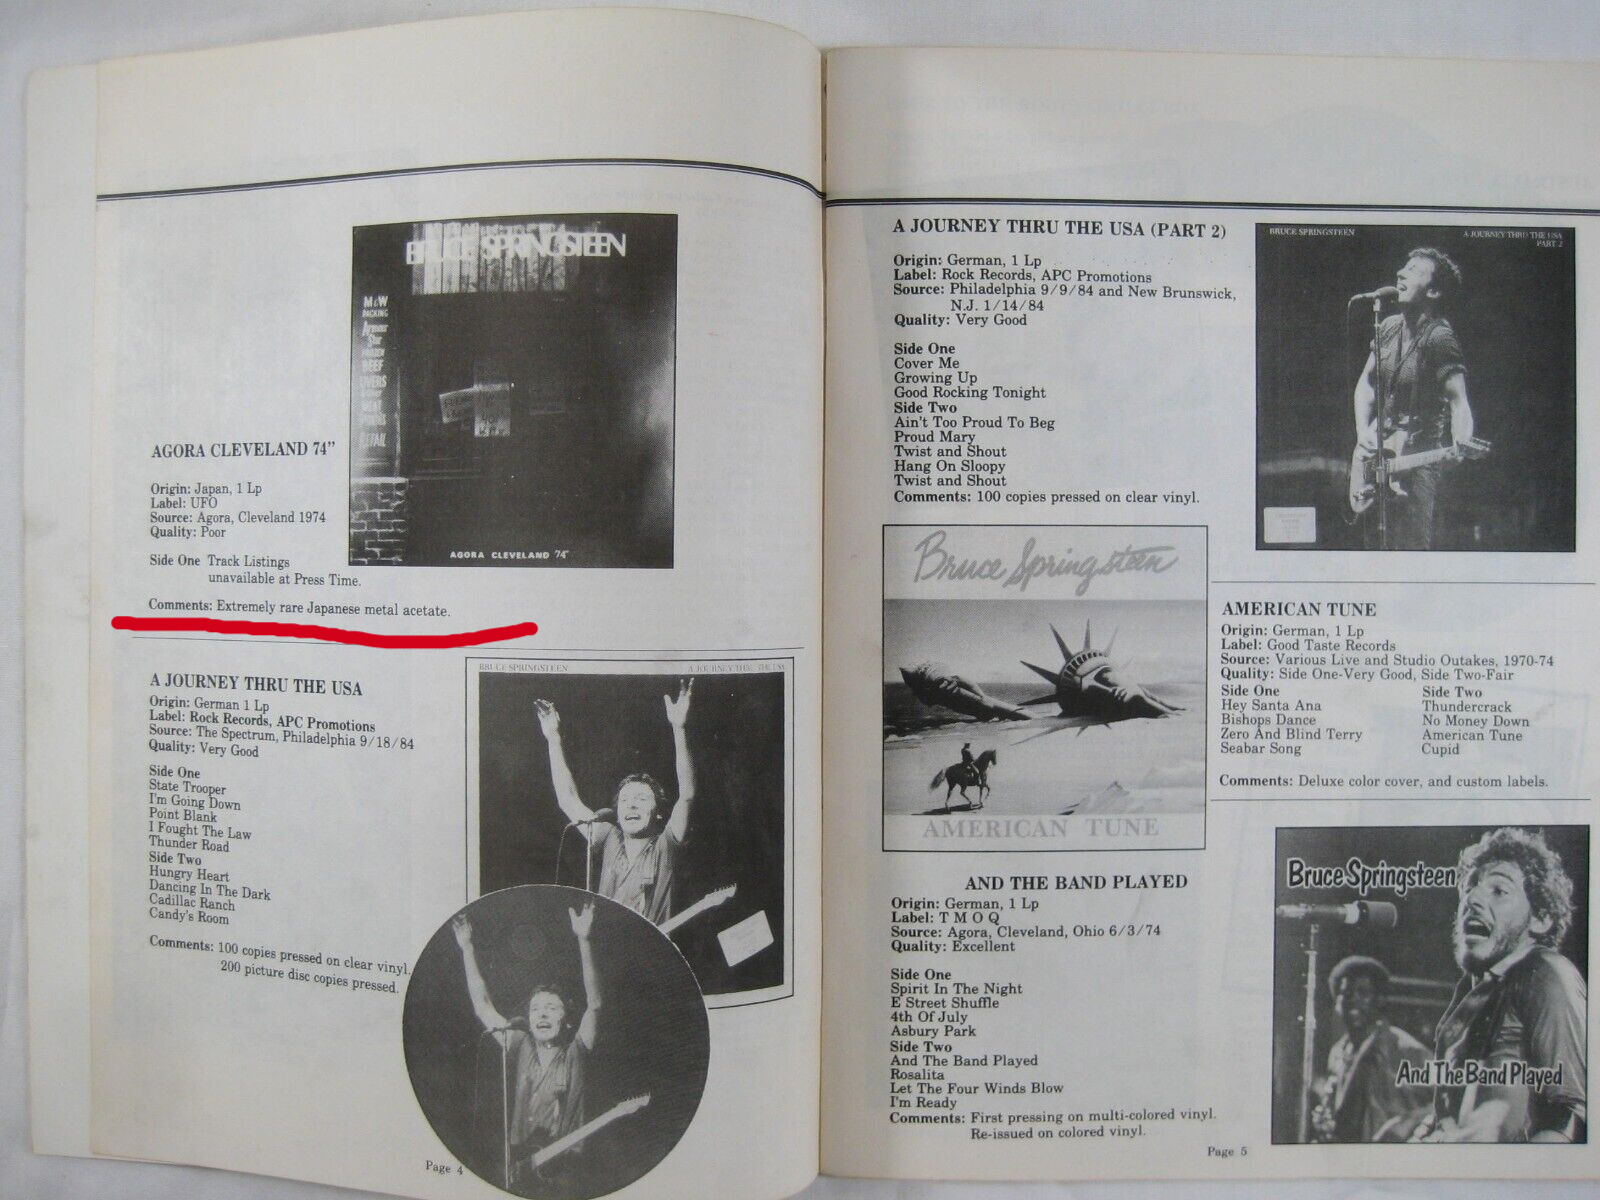 BRUCE SPRINGSTEEN
M&W
PACKING
Armour
Star
BEEF
AGORA CLEVELAND 74"
AGORA CLEVELAND 74"
Origin: Japan, 1 Lp
Label: UFO
Source: Agora, Cleveland 1974
Quality: Poor
Side One Track Listings
unavailable at Press Time.
Comments: Extremely rare Japanese metal acetate.
A JOURNEY THRU THE USA
Origin: German 1 Lp
Label: Rock Records, APC Promotions
Source: The Spectrum, Philadelphia 9/18/84
Quality: Very Good
Side One
State Trooper
I'm Going Down
Point Blank
I Fought The Law
Thunder Road
Side Two
Hungry Heart
Dancing In The Dark
Cadillac Ranch
Candy's Room
Comments: 100 copies pressed on clear vinyl.
200 picture disc copies pressed.
BRUCE SPRINGSTEEN
A JOURNEY THRU THE USA
Page 4
A JOURNEY THRU THE USA (PART 2)
Origin: German, 1 Lp
Label: Rock Records, APC Promotions
Source: Philadelphia 9/9/84 and New Brunswick,
N.J. 1/14/84
Quality: Very Good
Side One
Cover Me
Growing Up
Good Rocking Tonight
Side Two
Ain't Too Proud To Beg
Proud Mary
Twist and Shout
Hang On Sloopy
Twist and Shout
Comments: 100 copies pressed on clear vinyl.
BRUCE SPRINGSTEEN
A JOURNEY THRU THE USA
PART 2
Bruce Springsteen
AMERICAN TUNE
AMERICAN TUNE
Origin: German, 1 Lp
Label: Good Taste Records
Source: Various Live and Studio Outakes, 1970-74
Quality: Side One-Very Good, Side Two-Fair
Side One
Hey Santa Ana
Bishops Dance
Zero And Blind Terry
Seabar Song
Side Two
Thundercrack
No Money Down
American Tune
Cupid
Comments: Deluxe color cover, and custom labels.
AND THE BAND PLAYED
Origin: German, 1 Lp
Label: T M O Q
Source: Agora, Cleveland, Ohio 6/3/74
Quality: Excellent
Side One
Spirit In The Night
E Street Shuffle
4th Of July
Asbury Park
Side Two
And The Band Played
Rosalita
Let The Four Winds Blow
I'm Ready
Comments: First pressing on multi-colored vinyl.
Re-issued on colored vinyl.
Bruce Springsteen
And The Band Played
Page 5